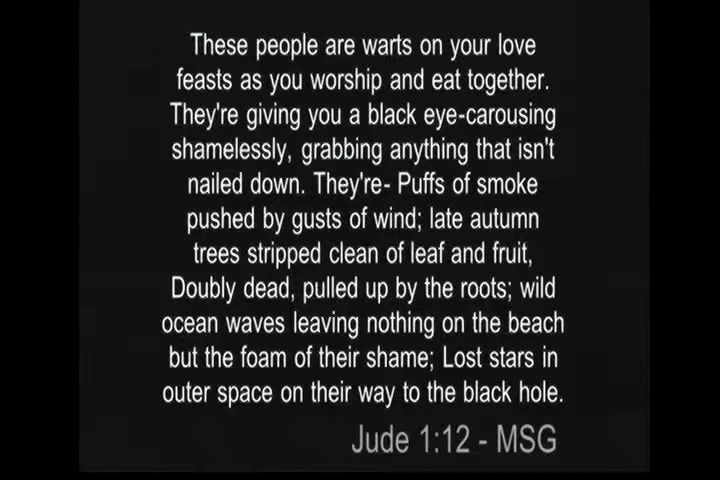 These people are warts on your love
feasts as you worship and eat together.
They're giving you a black eye-carousing
shamelessly, grabbing anything that isn't
nailed down. They're- Puffs of smoke
pushed by gusts of wind; late autumn
trees stripped clean of leaf and fruit,
Doubly dead, pulled up by the roots; wild
ocean waves leaving nothing on the beach
but the foam of their shame; Lost stars in
outer space on their way to the black hole.
Jude 1:12 - MSG